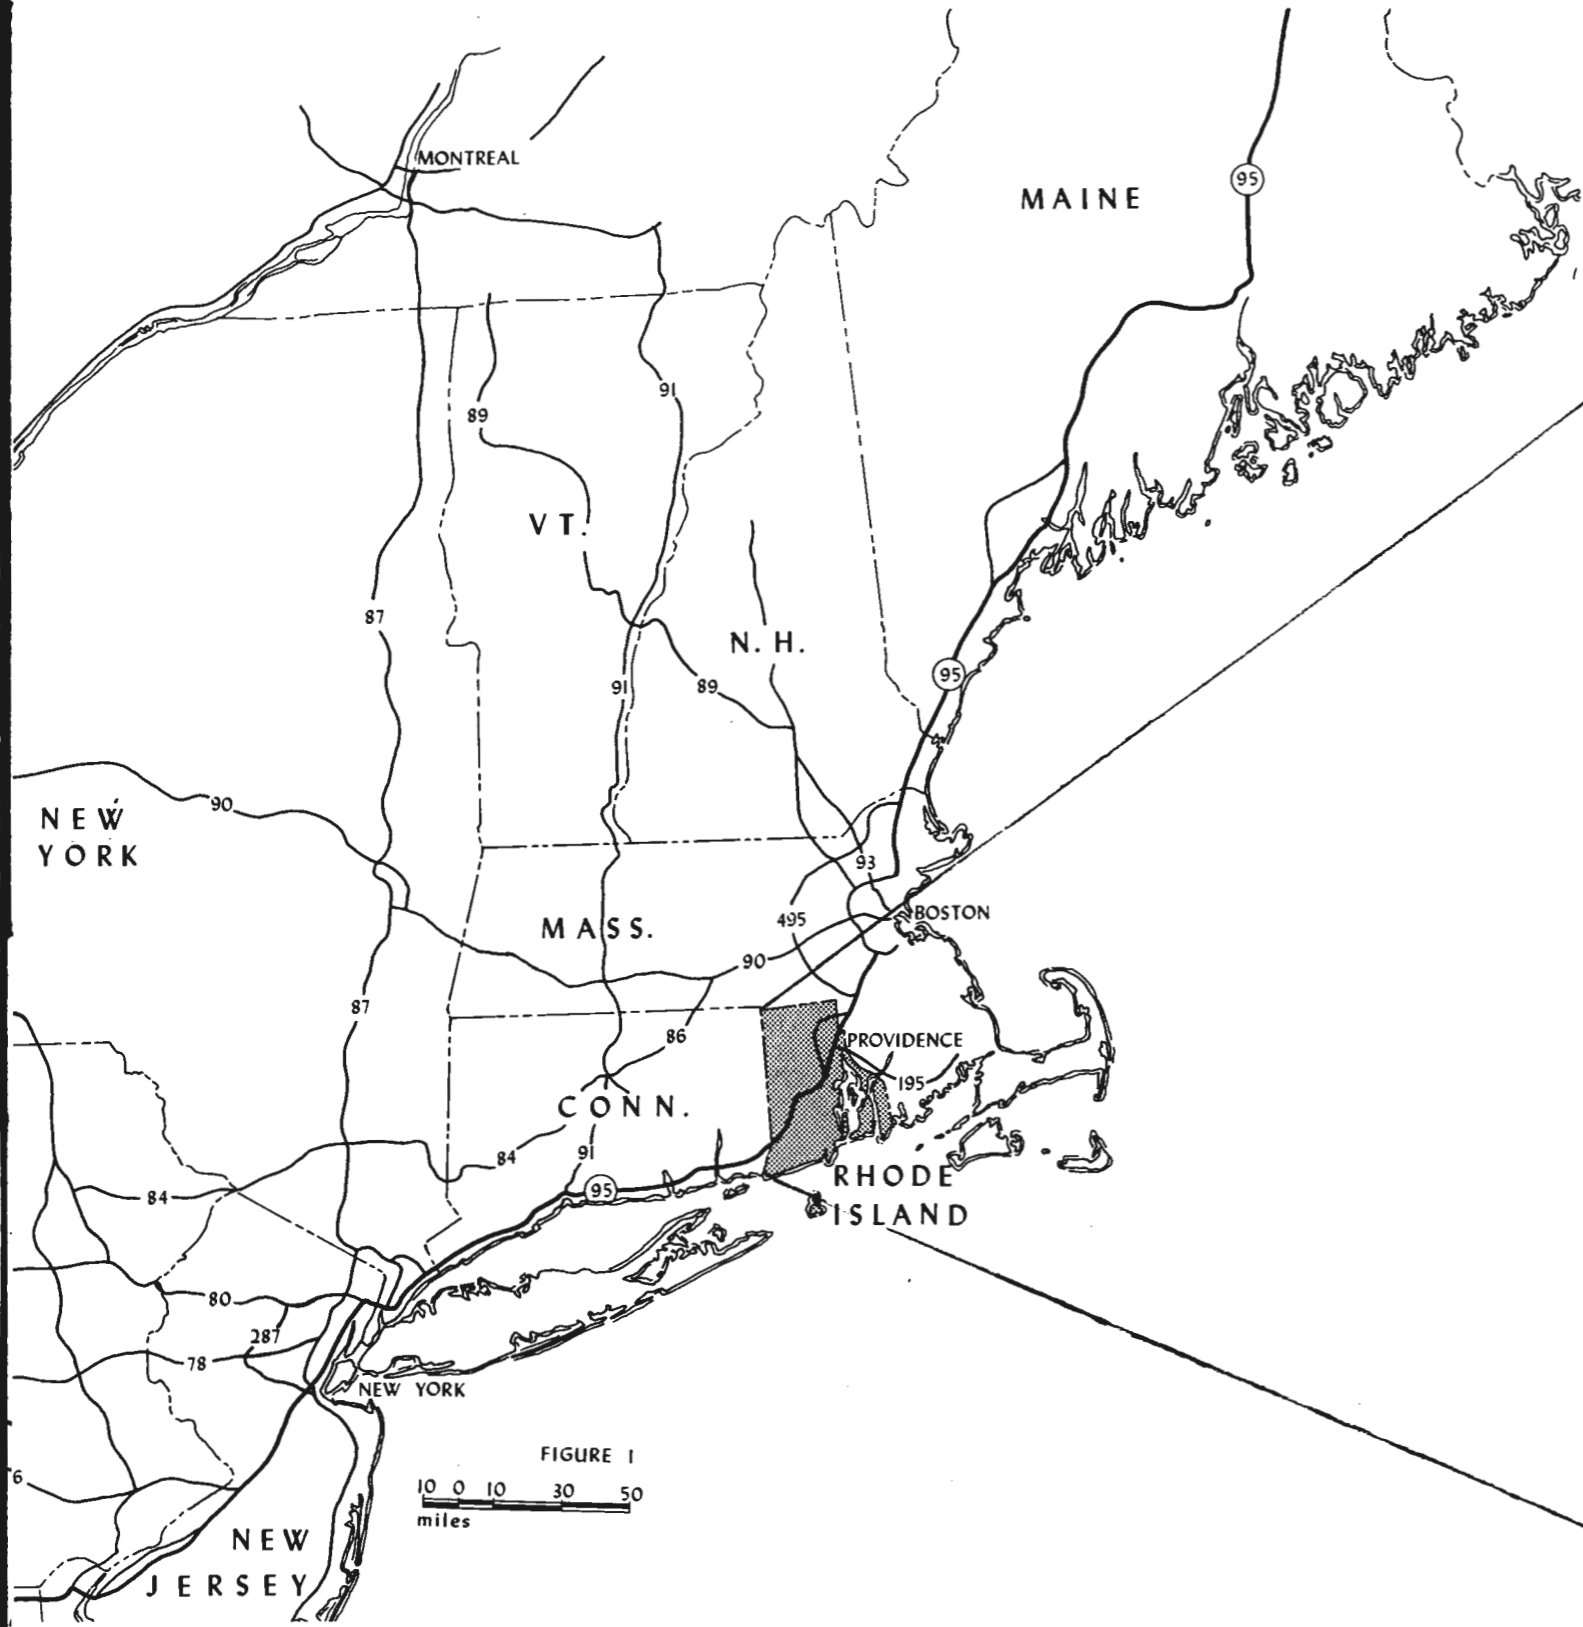 MONTREAL
MAINE
95
91
89
VT.
87
N. H.
95
91
89
90
NEW
YORK
93
495
BOSTON
MASS.
90
87
86
PROVIDENCE
195
CONN.
84
91
95
84
RHODE
ISLAND
80
287
78
NEW YORK
FIGURE 1
10 0 10 30 50
miles
6
NEW
JERSEY